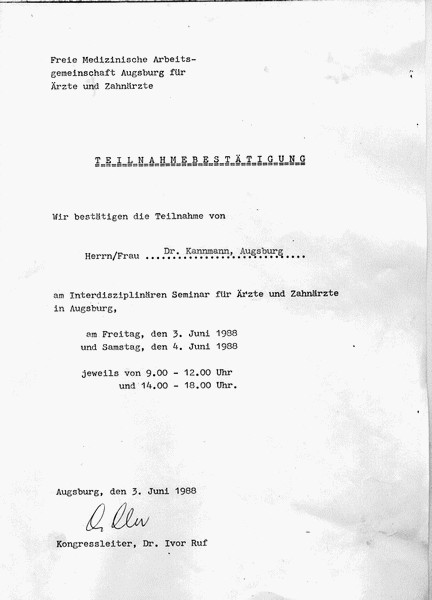 Freie Medizinische Arbeits-
gemeinschaft Augsburg für
Ärzte und Zahnärzte
TEILNAHMEBESTÄTIGUNG
Wir bestätigen die Teilnahme von
Herrn/Frau ...Dr. Kannmann, Augsburg....
am Interdisziplinären Seminar für Ärzte und Zahnärzte
in Augsburg,
am Freitag, den 3. Juni 1988
und Samstag, den 4. Juni 1988
jeweils von 9.00 - 12.00 Uhr
und 14.00 - 18.00 Uhr.
Augsburg, den 3. Juni 1988
Kongressleiter, Dr. Ivor Ruf